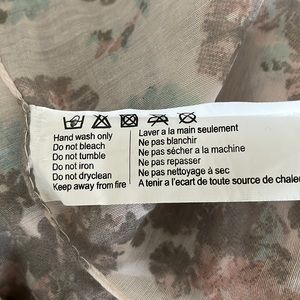 Hand wash only
Do not bleach
Do not tumble
Do not iron
Do not dryclean
Keep away from fire
Laver a la main seulement
Ne pas blanchir
Ne pas sécher a la machine
Ne pas repasser
Ne pas nettoyage à sec
A tenir a l'ecart de toute source de chale